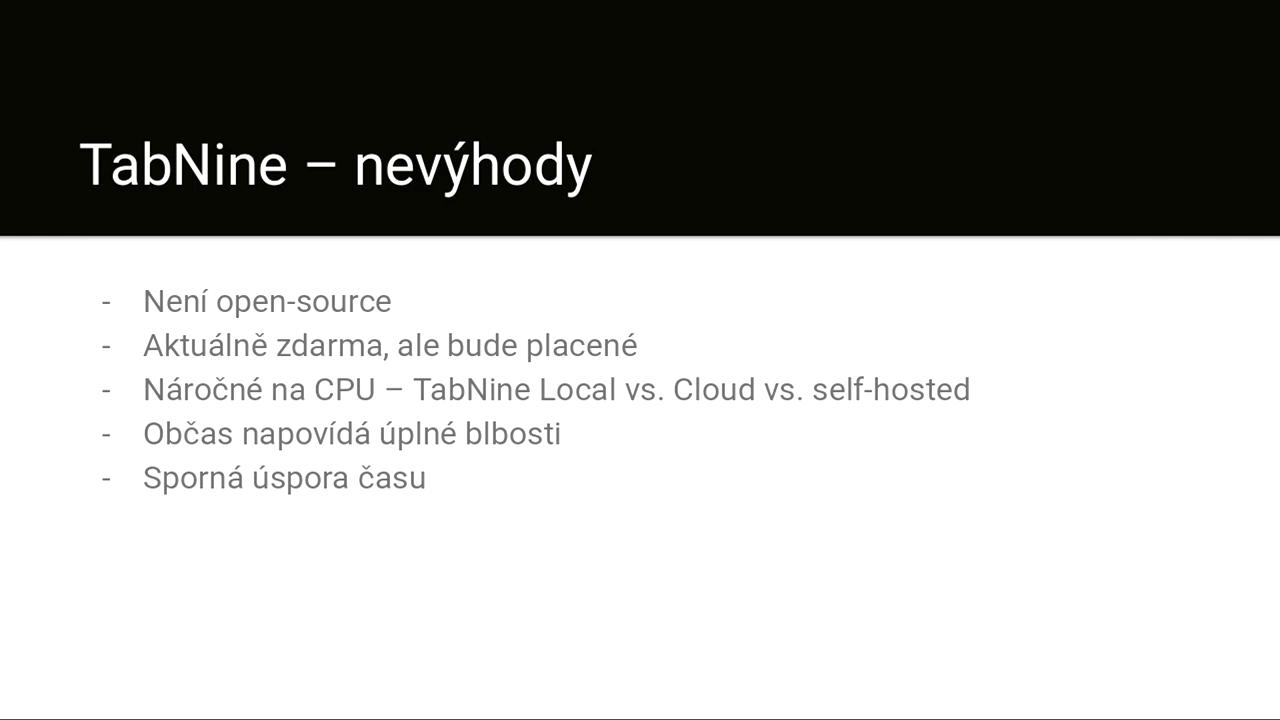 TabNine – nevýhody
- Není open-source
- Aktuálně zdarma, ale bude placené
- Náročné na CPU – TabNine Local vs. Cloud vs. self-hosted
- Občas napovídá úplné blbosti
- Sporná úspora času